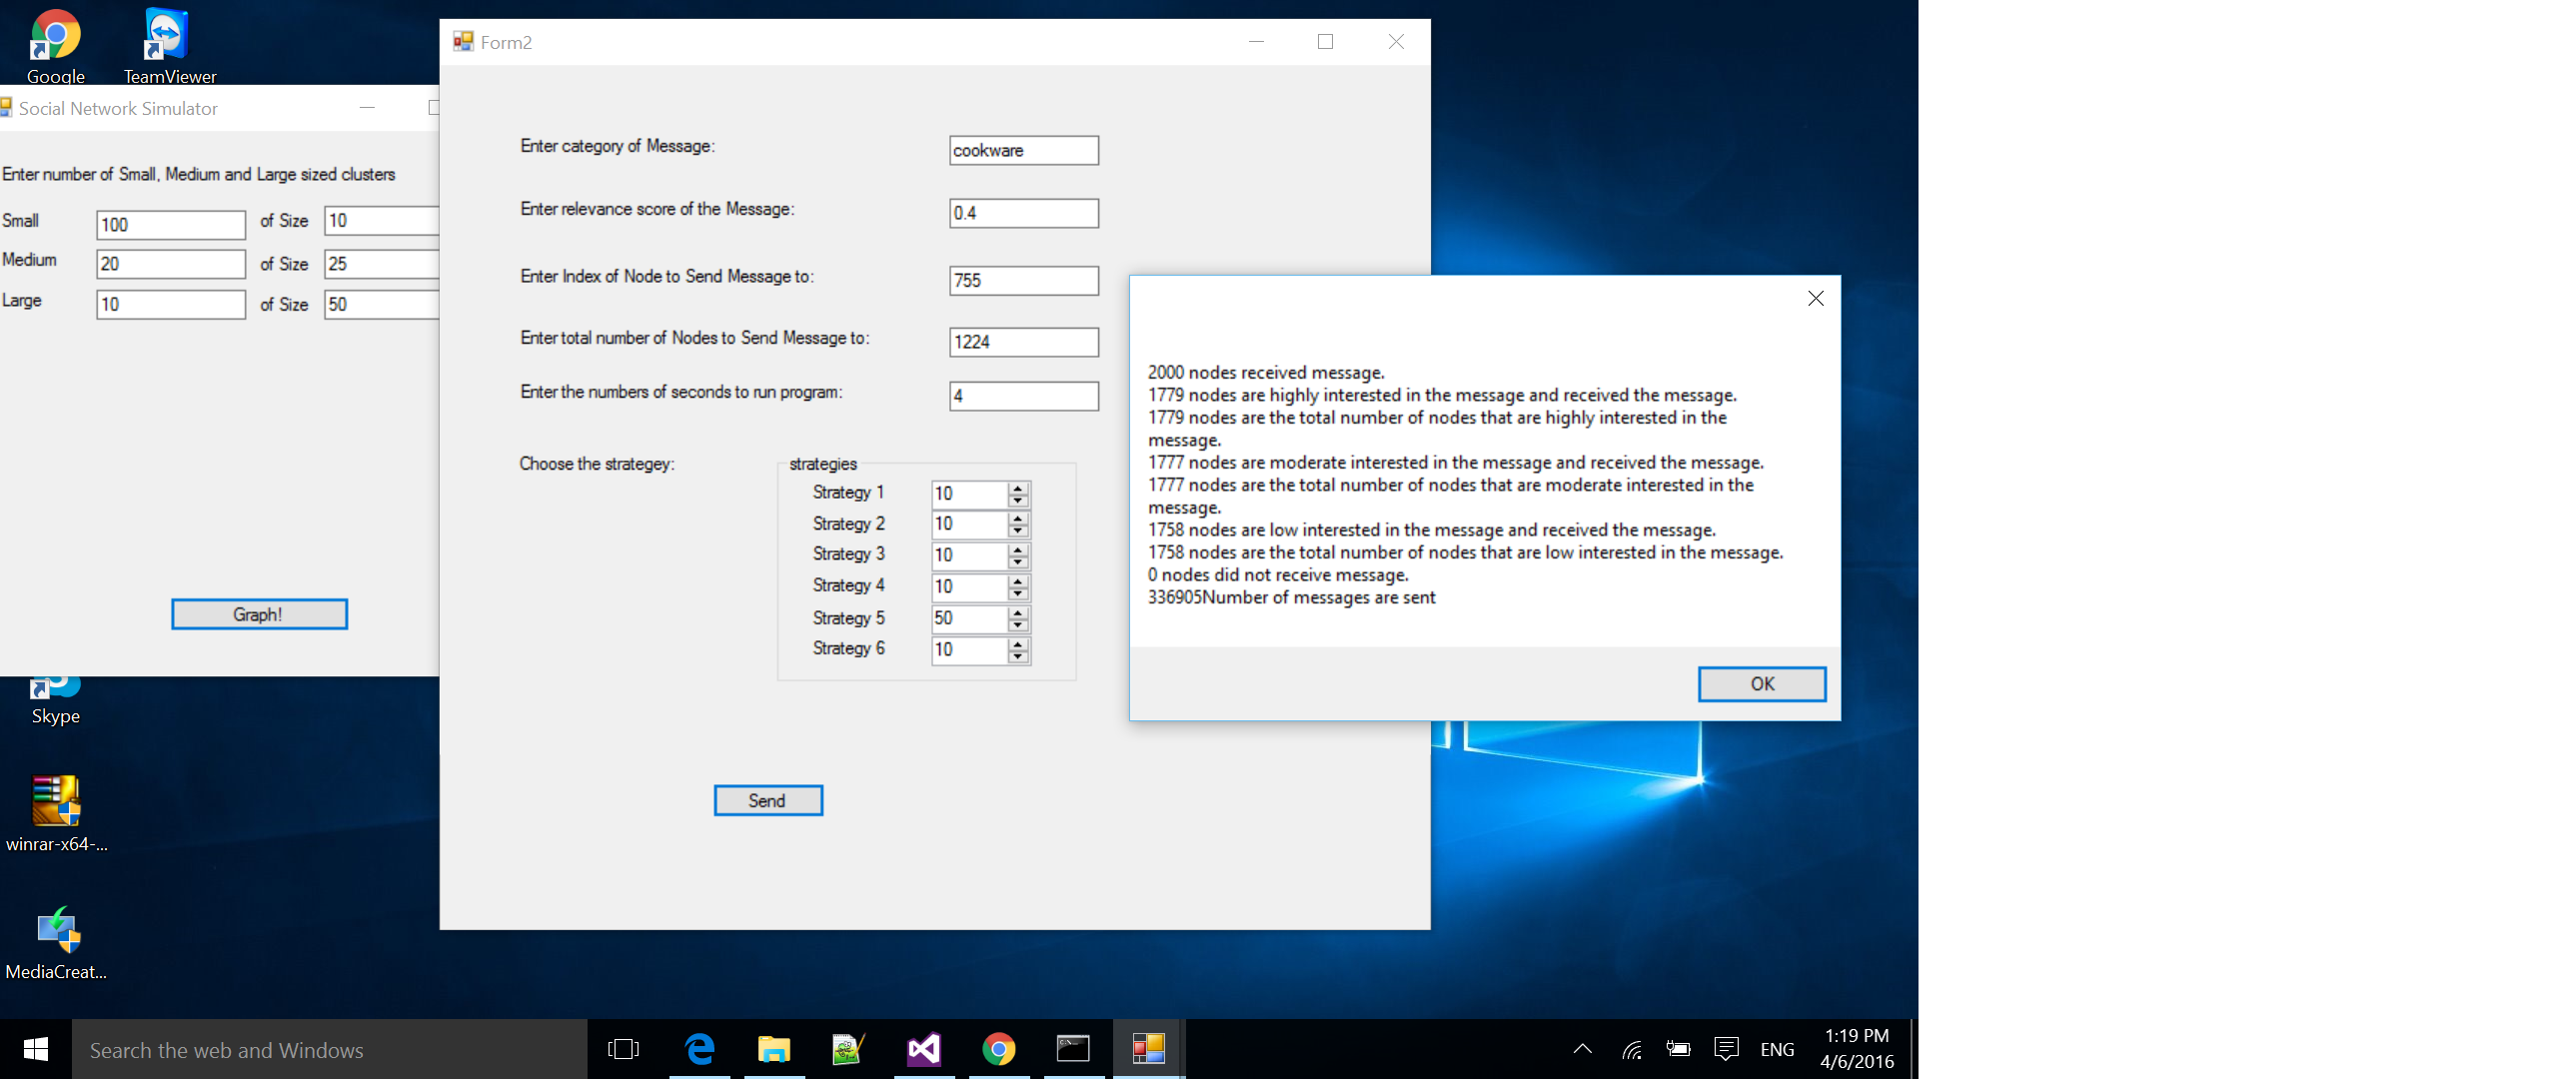 Google
TeamViewer
Social Network Simulator
Enter number of Small, Medium and Large sized clusters
Small 100 of Size 10
Medium 20 of Size 25
Large 10 of Size 50
Graph!
Skype
winrar-x64-...
MediaCreat...
Form2
Enter category of Message: cookware
Enter relevance score of the Message: 0.4
Enter Index of Node to Send Message to: 755
Enter total number of Nodes to Send Message to: 1224
Enter the numbers of seconds to run program: 4
Choose the strategey:
strategies
Strategy 1 10
Strategy 2 10
Strategy 3 10
Strategy 4 10
Strategy 5 50
Strategy 6 10
Send
2000 nodes received message.
1779 nodes are highly interested in the message and received the message.
1779 nodes are the total number of nodes that are highly interested in the
message.
1777 nodes are moderate interested in the message and received the message.
1777 nodes are the total number of nodes that are moderate interested in the
message.
1758 nodes are low interested in the message and received the message.
1758 nodes are the total number of nodes that are low interested in the message.
0 nodes did not receive message.
336905Number of messages are sent
OK
Search the web and Windows
ENG
1:19 PM
4/6/2016